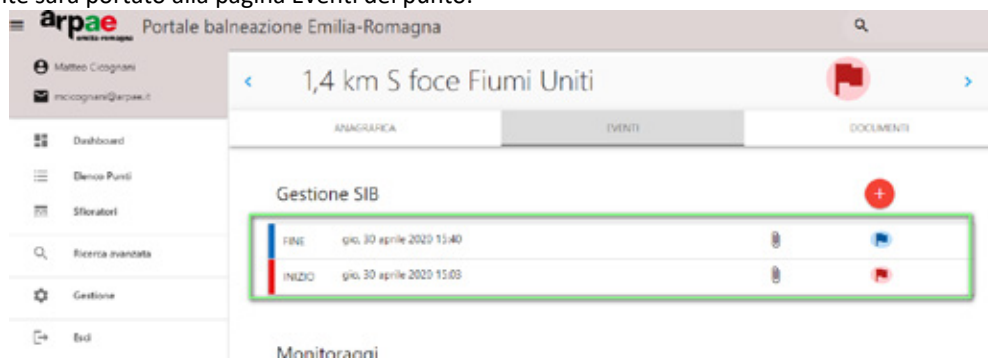 nte sarà portato alla pagina Eventi del punto.
arpae
emilia-romagna
Portale balneazione Emilia-Romagna
Matteo Cicognani
mcicognani@arpae.it
1,4 km S foce Fiumi Uniti
ANAGRAFICA
EVENTI
DOCUMENTI
Dashboard
Elenco Punti
Sfioratori
Ricerca avanzata
Gestione
Esci
Gestione SIB
FINE gio, 30 aprile 2020 15:40
INIZIO gio, 30 aprile 2020 15:03
Monitoraggi